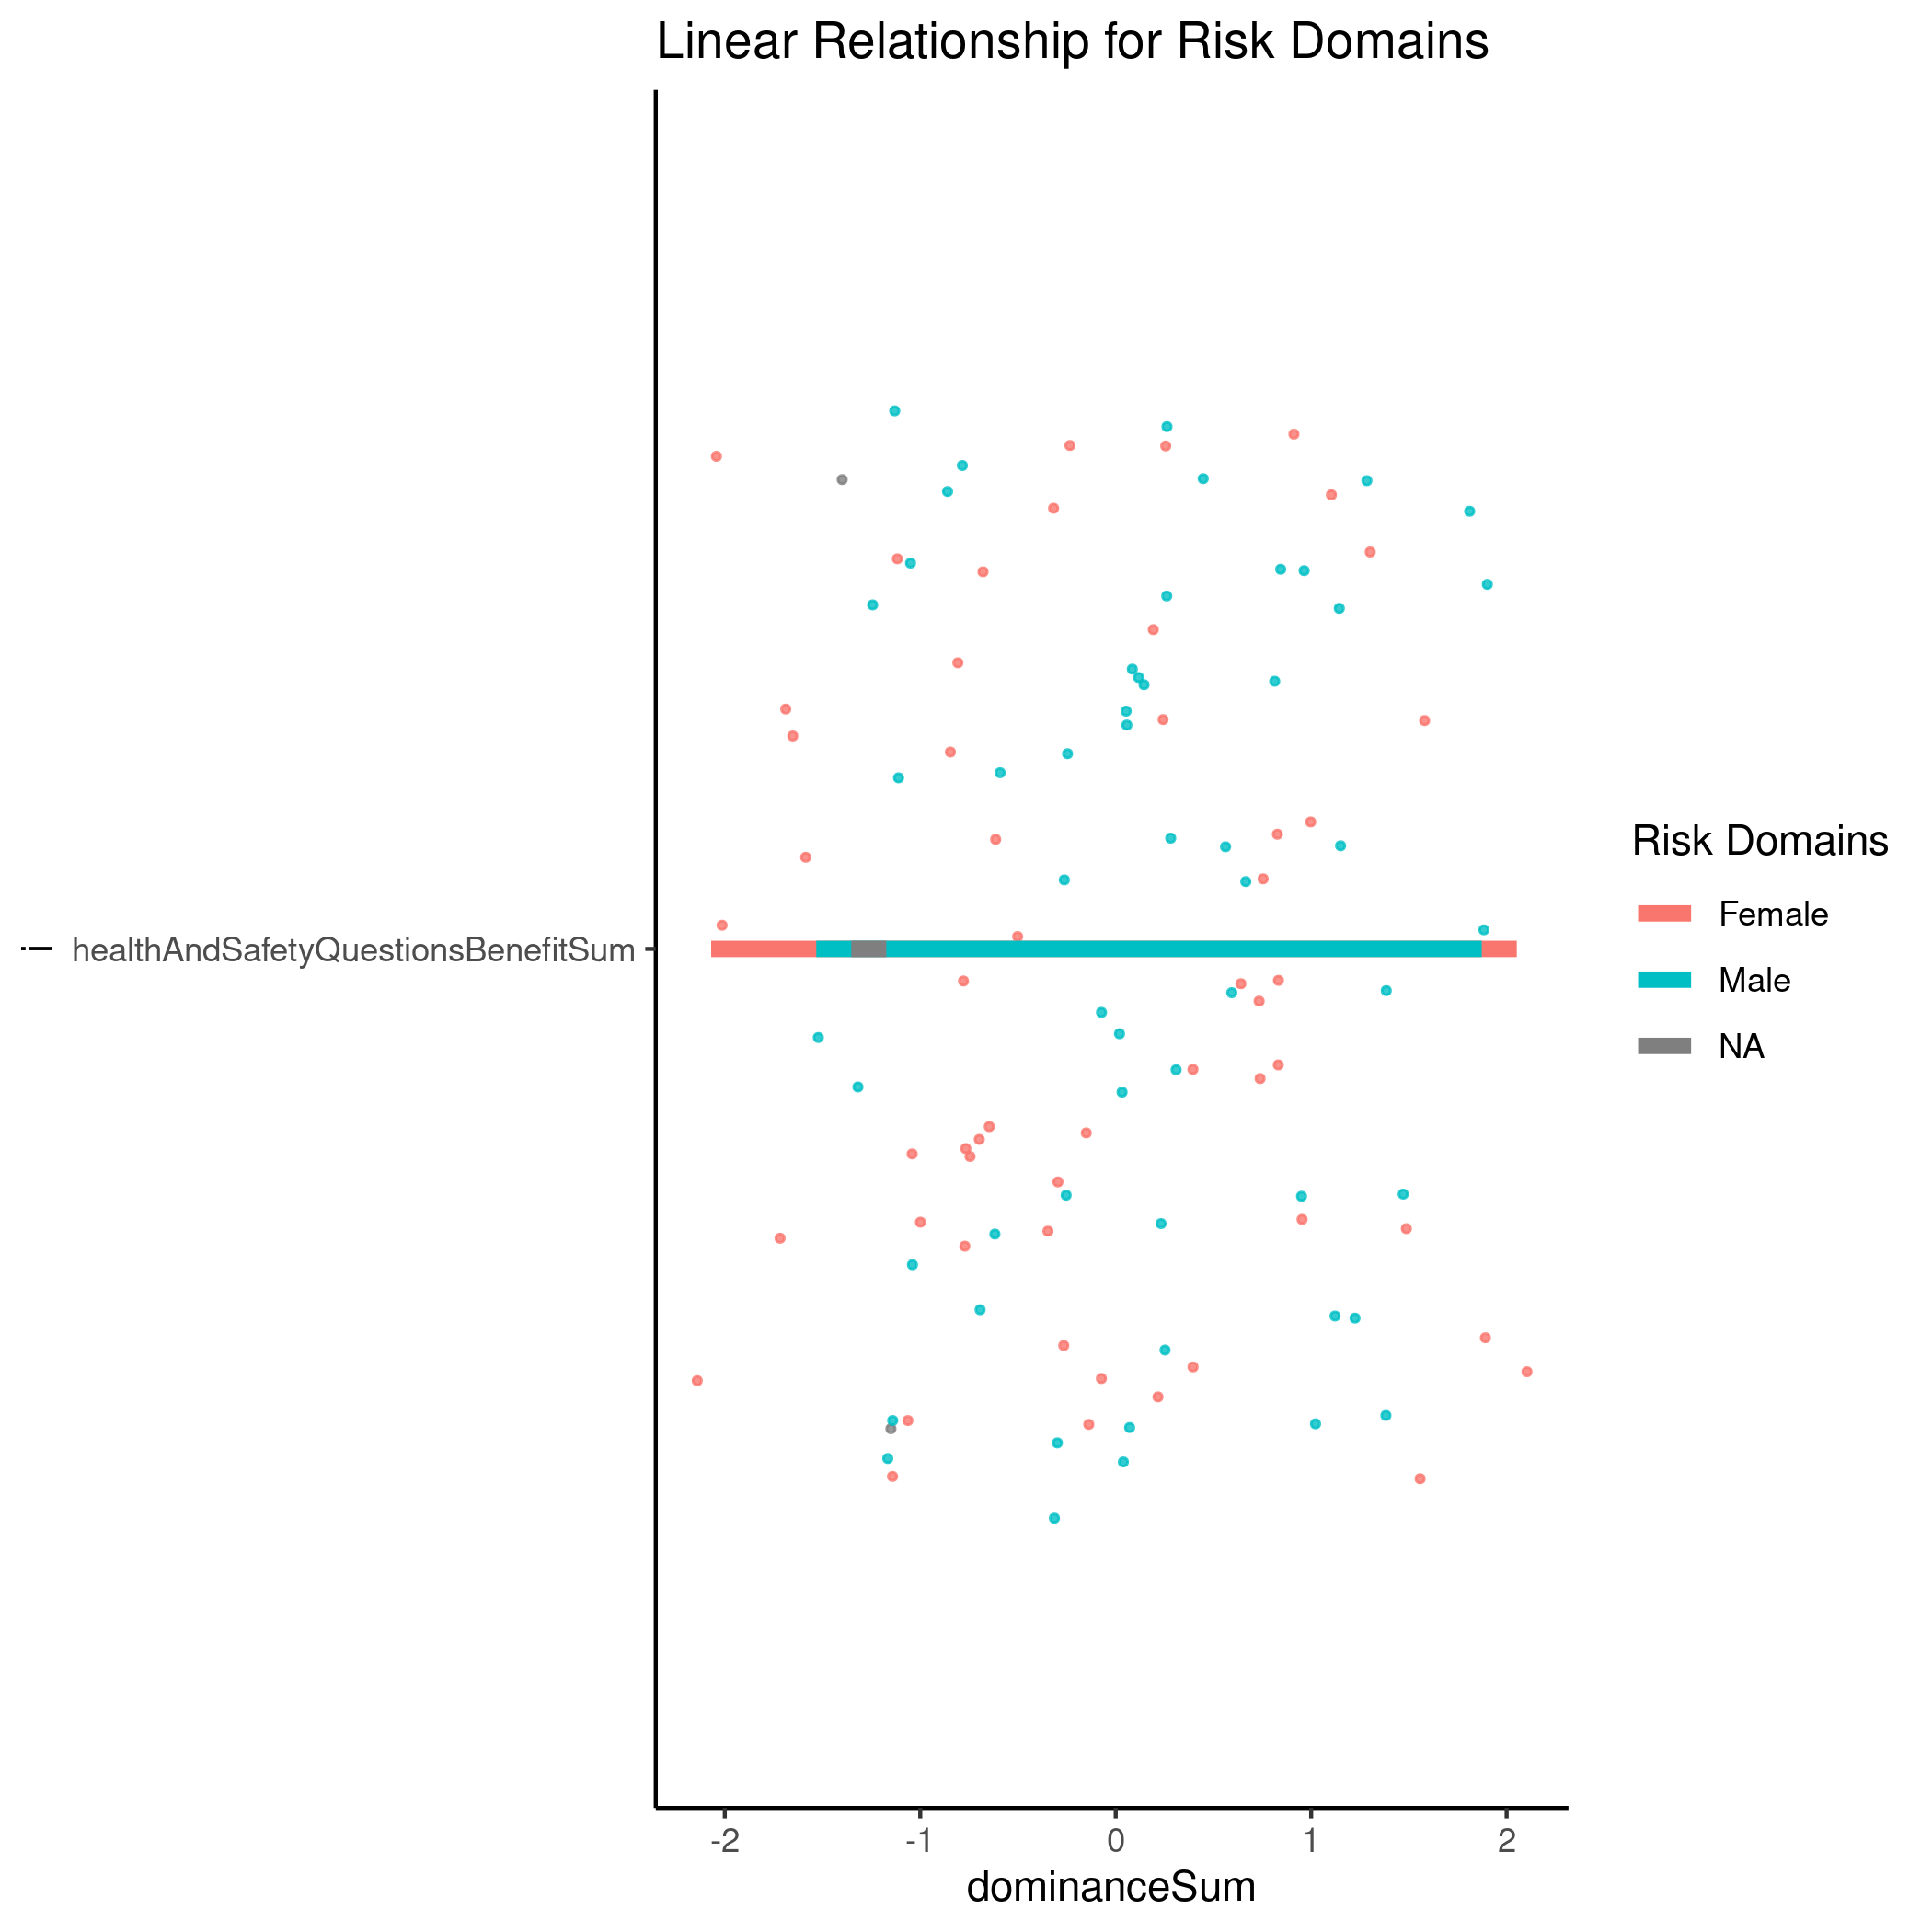 Linear Relationship for Risk Domains
healthAndSafetyQuestionsBenefitSum
Risk Domains
Female
Male
NA
-2 -1 0 1 2
dominanceSum